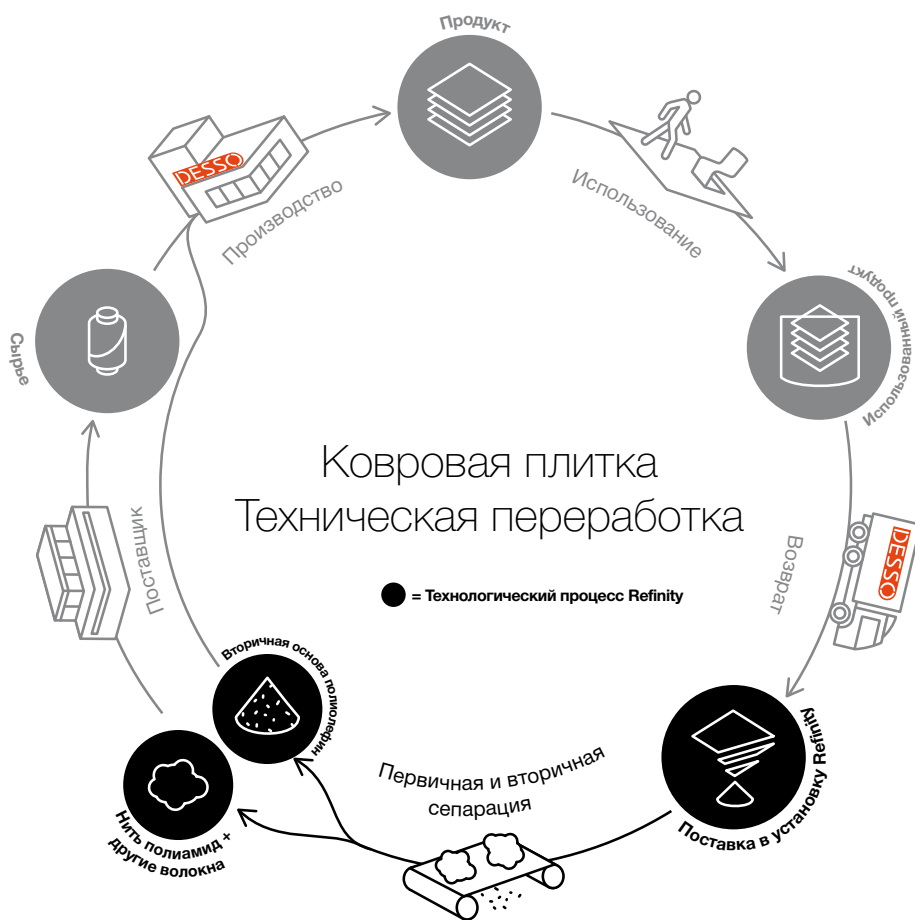 Продукт
DESSO
Производство
Использование
Использованный продукт
Сырье
Ковровая плитка
Техническая переработка
Поставщик
Возврат
DESSO
= Технологический процесс Refinity
Вторичная основа полиолефин
Первичная и вторичная
сепарация
Поставка в установку Refinity
Нить полиамид +
другие волокна